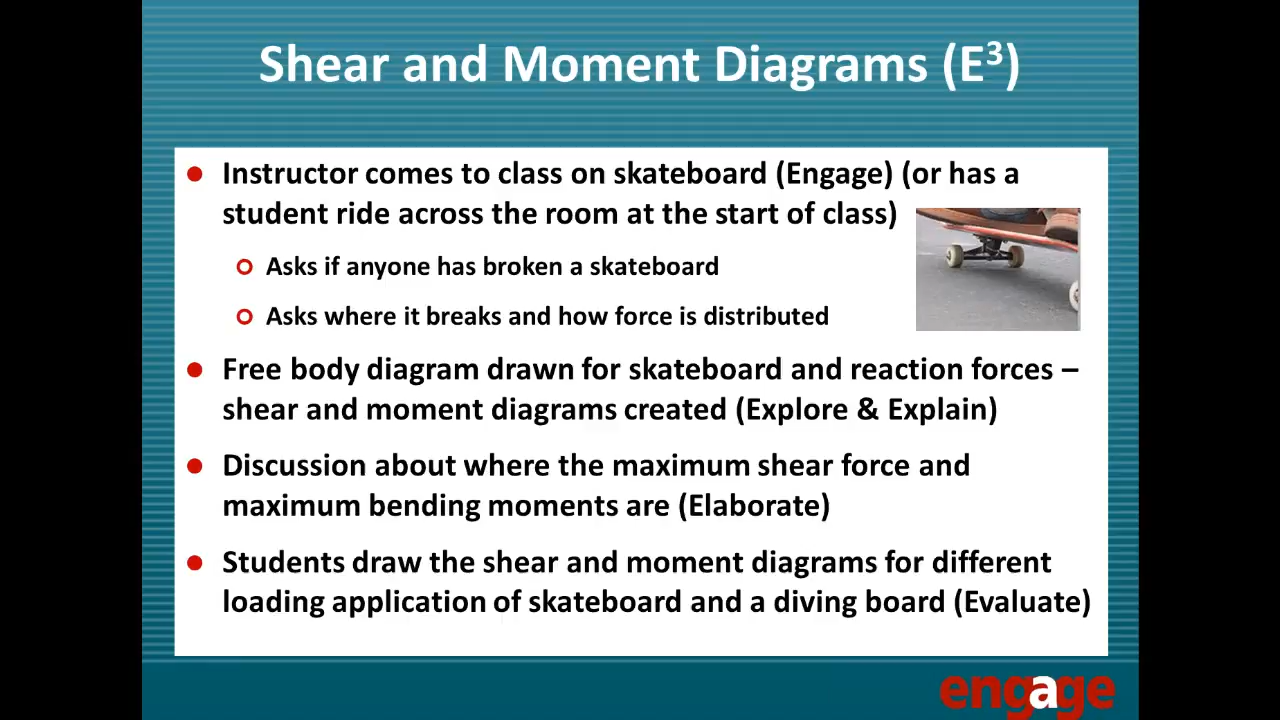 Shear and Moment Diagrams (E³)
Instructor comes to class on skateboard (Engage) (or has a
student ride across the room at the start of class)
Asks if anyone has broken a skateboard
Asks where it breaks and how force is distributed
Free body diagram drawn for skateboard and reaction forces –
shear and moment diagrams created (Explore & Explain)
Discussion about where the maximum shear force and
maximum bending moments are (Elaborate)
Students draw the shear and moment diagrams for different
loading application of skateboard and a diving board (Evaluate)
engage